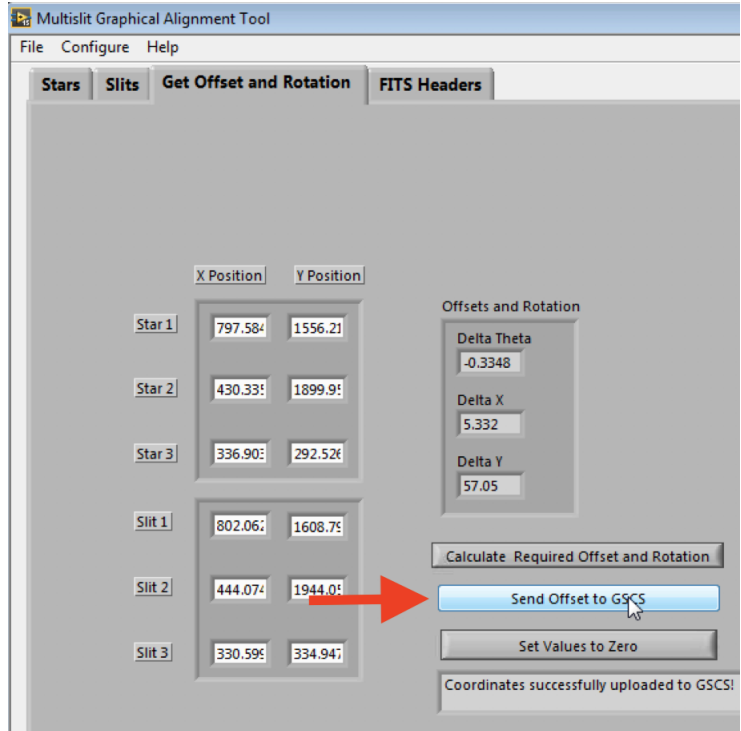 Multislit Graphical Alignment Tool
File Configure Help
Stars Slits Get Offset and Rotation FITS Headers
X Position Y Position
Star 1 797.584 1556.21
Star 2 430.335 1899.95
Star 3 336.903 292.526
Slit 1 802.062 1608.79
Slit 2 444.074 1944.05
Slit 3 330.599 334.947
Offsets and Rotation
Delta Theta
-0.3348
Delta X
5.332
Delta Y
57.05
Calculate Required Offset and Rotation
Send Offset to GSCS
Set Values to Zero
Coordinates successfully uploaded to GSCS!